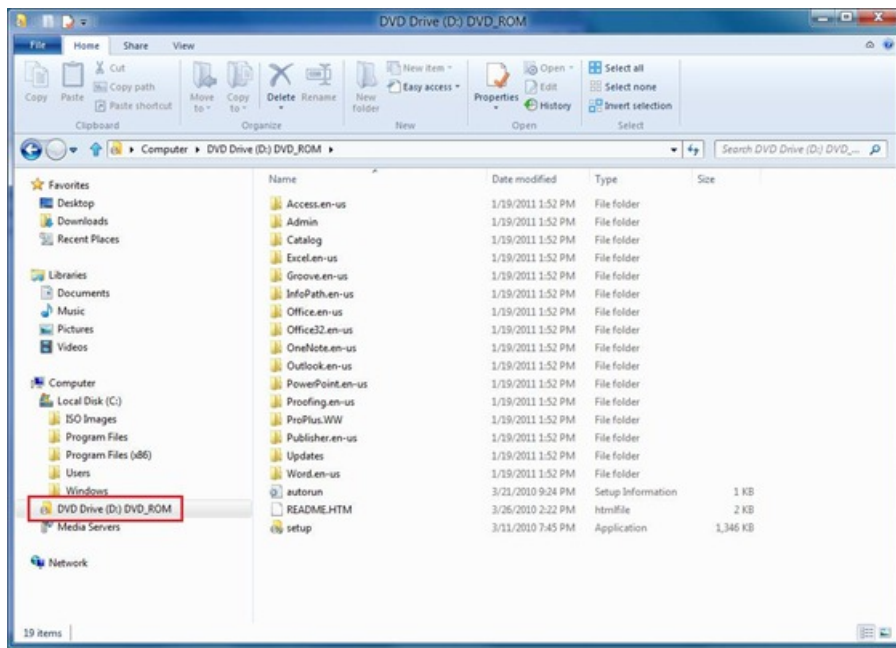 DVD Drive (D:) DVD_ROM
File Home Share View
Copy Paste Cut Copy path Paste shortcut
Move to Copy to Delete Rename
New folder New item Easy access
Properties Open Edit History
Select all Select none Invert selection
Clipboard Organize New Open Select
Computer DVD Drive (D:) DVD_ROM Search DVD Drive (D:) DVD_...
Favorites
Desktop
Downloads
Recent Places
Libraries
Documents
Music
Pictures
Videos
Computer
Local Disk (C:)
ISO Images
Program Files
Program Files (x86)
Users
Windows
DVD Drive (D:) DVD_ROM
Media Servers
Network
Name Date modified Type Size
Access.en-us 1/19/2011 1:52 PM File folder
Admin 1/19/2011 1:52 PM File folder
Catalog 1/19/2011 1:52 PM File folder
Excel.en-us 1/19/2011 1:52 PM File folder
Groove.en-us 1/19/2011 1:52 PM File folder
InfoPath.en-us 1/19/2011 1:52 PM File folder
Office.en-us 1/19/2011 1:52 PM File folder
Office32.en-us 1/19/2011 1:52 PM File folder
OneNote.en-us 1/19/2011 1:52 PM File folder
Outlook.en-us 1/19/2011 1:52 PM File folder
PowerPoint.en-us 1/19/2011 1:52 PM File folder
Proofing.en-us 1/19/2011 1:52 PM File folder
ProPlus.WW 1/19/2011 1:52 PM File folder
Publisher.en-us 1/19/2011 1:52 PM File folder
Updates 1/19/2011 1:52 PM File folder
Word.en-us 1/19/2011 1:52 PM File folder
autorun 3/21/2010 9:24 PM Setup Information 1 KB
README.HTM 3/26/2010 2:22 PM htmlfile 2 KB
setup 3/11/2010 7:45 PM Application 1,346 KB
19 items